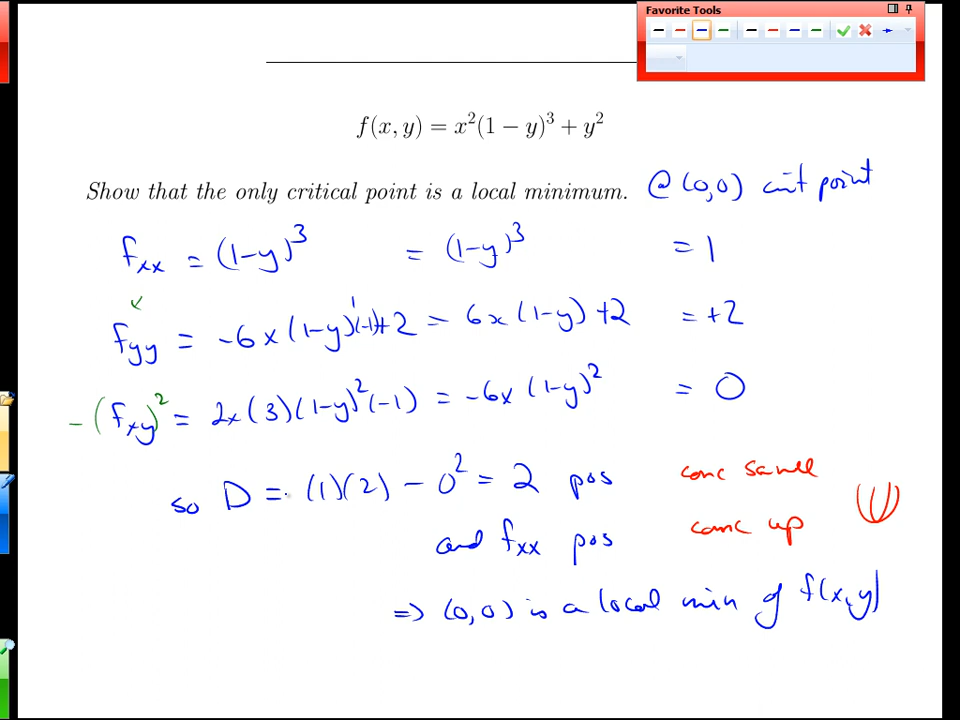 Favorite Tools
f(x, y) = x²(1 − y)³ + y²
Show that the only critical point is a local minimum. @ (0,0) crit point
fxx = (1-y)³ = (1-y)³ = 1
x
fyy = -6x(1-y)¹(-1)+2 = 6x(1-y)+2 = +2
-(fxy)² = 2x(3)(1-y)²(-1) = -6x(1-y)² = 0
so D = (1)(2) - 0² = 2 pos conc same
and fxx pos conc up
⇒ (0,0) is a local min of f(x,y)